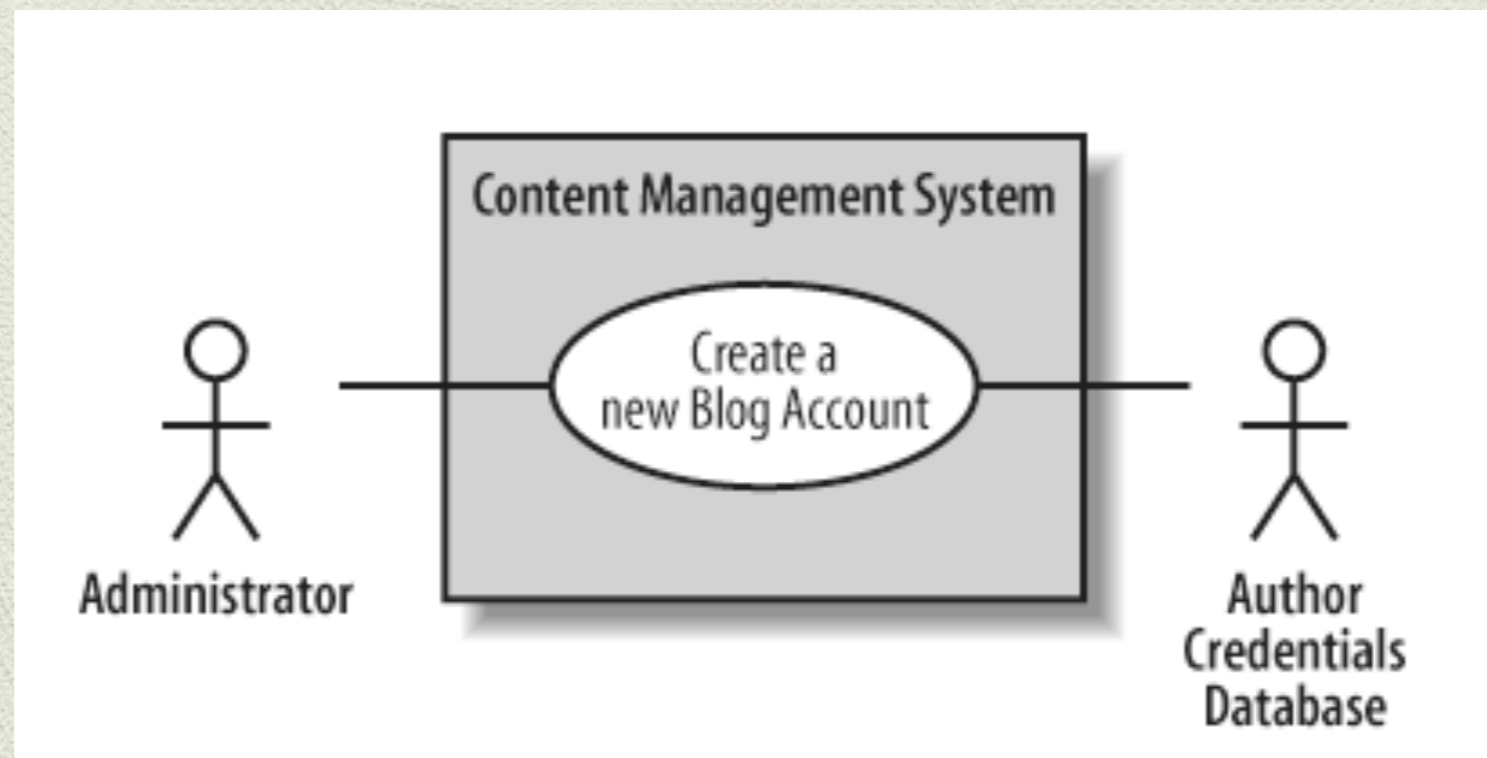 Content Management System
Create a
new Blog Account
Administrator
Author
Credentials
Database